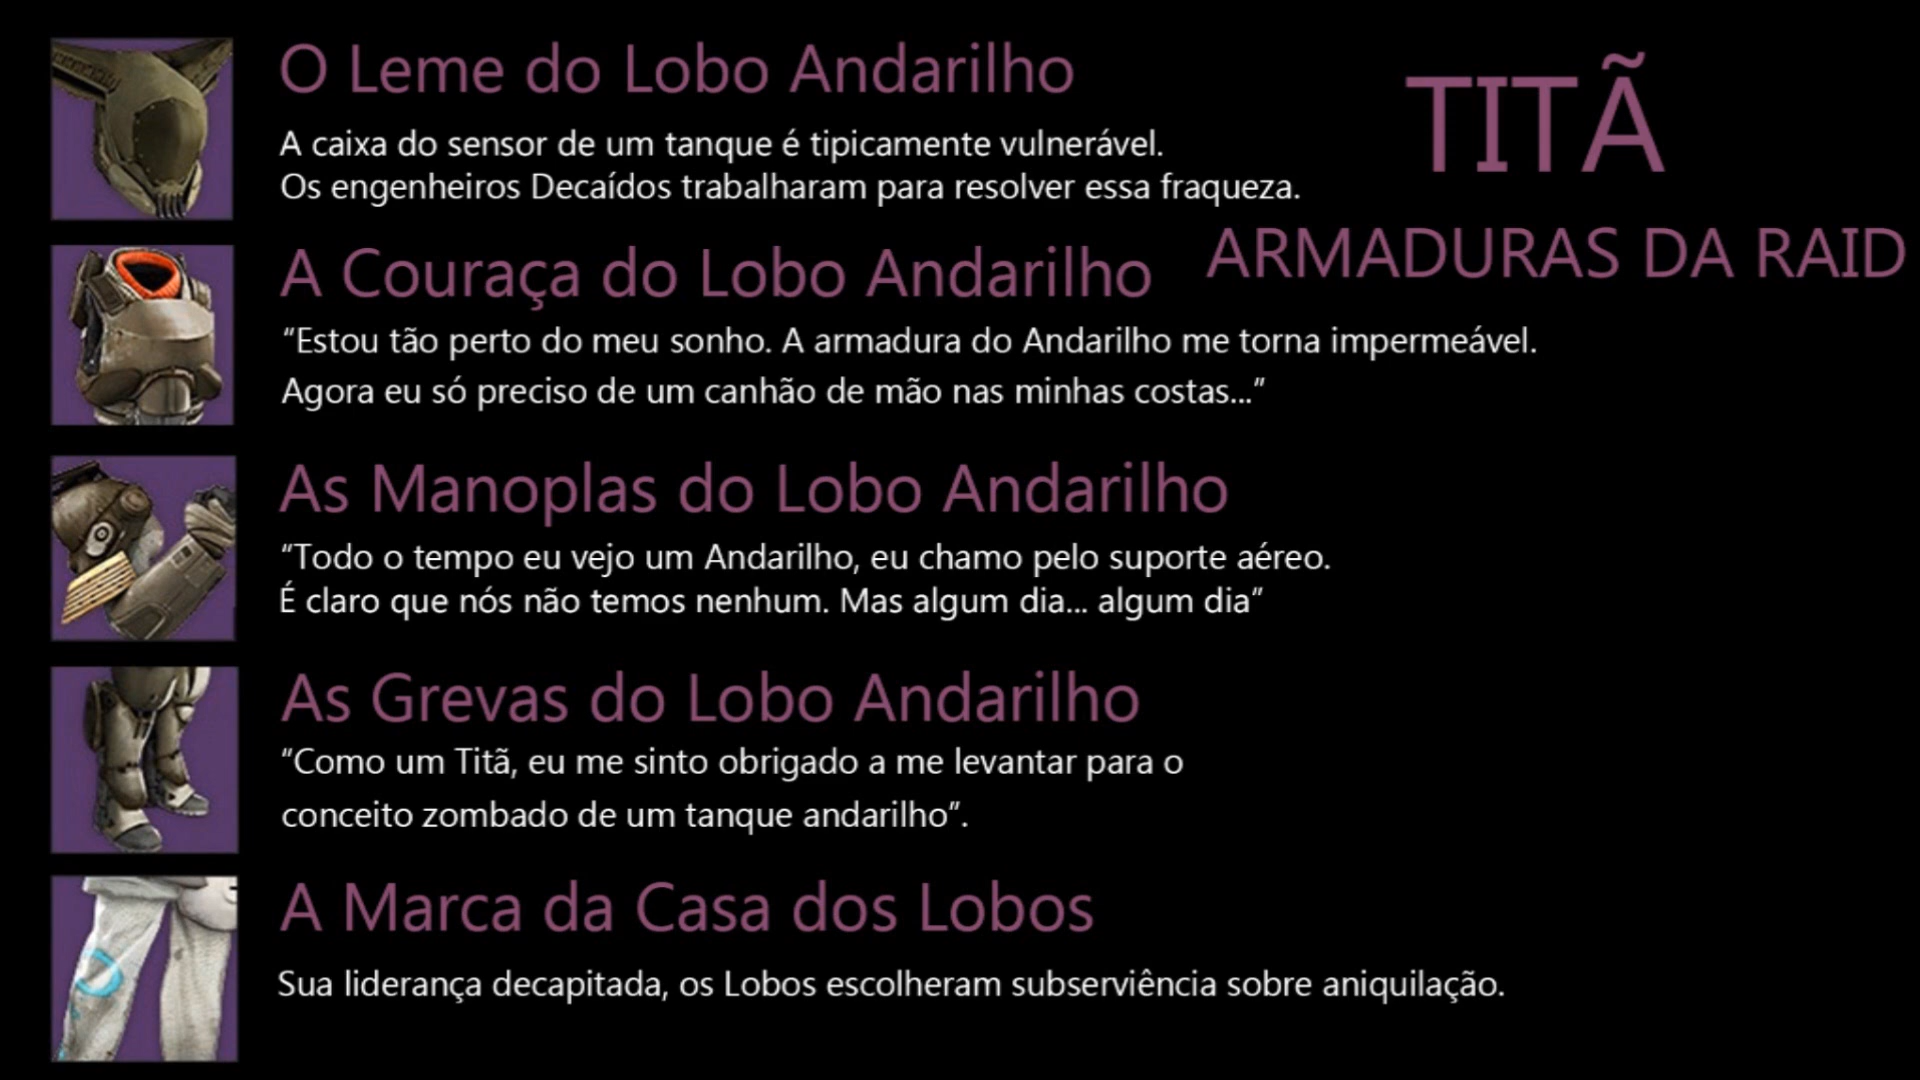 O Leme do Lobo Andarilho
A caixa do sensor de um tanque é tipicamente vulnerável.
Os engenheiros Decaídos trabalharam para resolver essa fraqueza.
TITÃ
ARMADURAS DA RAID
A Couraça do Lobo Andarilho
“Estou tão perto do meu sonho. A armadura do Andarilho me torna impermeável.
Agora eu só preciso de um canhão de mão nas minhas costas...”
As Manoplas do Lobo Andarilho
“Todo o tempo eu vejo um Andarilho, eu chamo pelo suporte aéreo.
É claro que nós não temos nenhum. Mas algum dia... algum dia”
As Grevas do Lobo Andarilho
“Como um Titã, eu me sinto obrigado a me levantar para o
conceito zombado de um tanque andarilho”.
A Marca da Casa dos Lobos
Sua liderança decapitada, os Lobos escolheram subserviência sobre aniquilação.